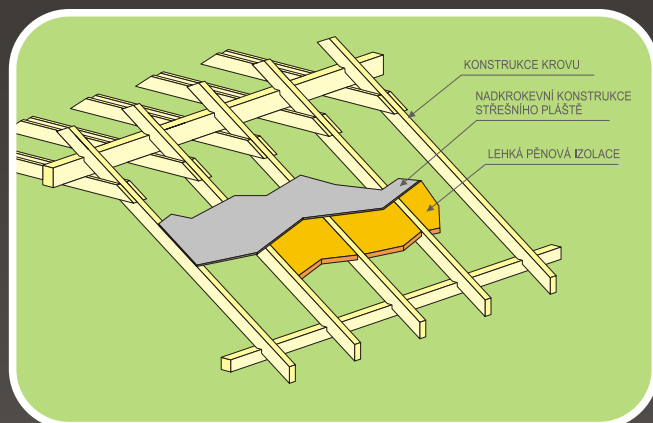 KONSTRUKCE KROVU
NADKROKEVNÍ KONSTRUKCE
STŘEŠNÍHO PLÁŠTĚ
LEHKÁ PĚNOVÁ IZOLACE